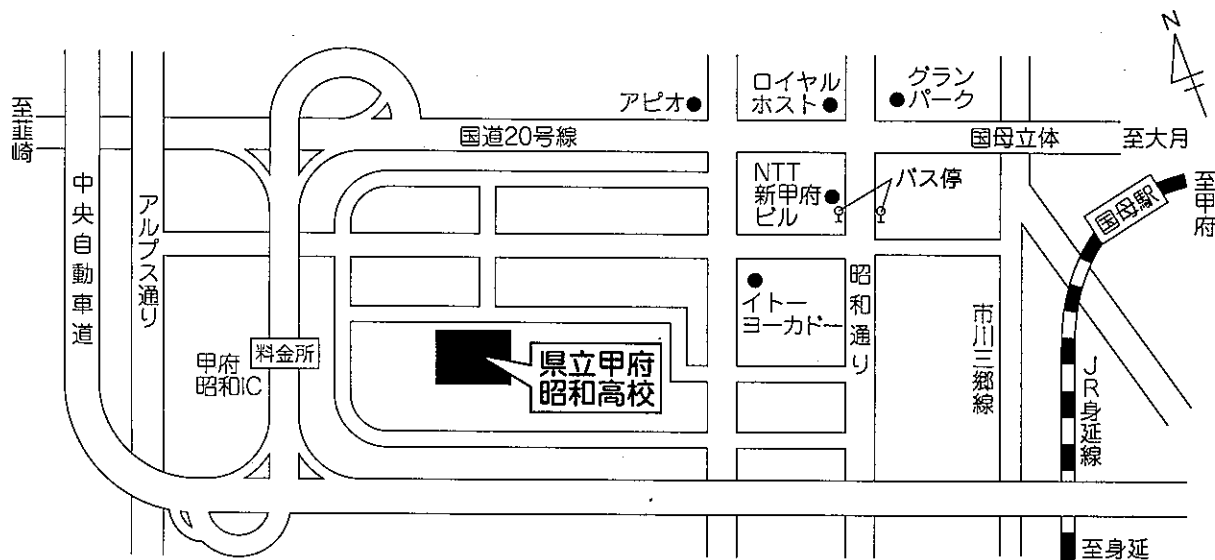 N
至韮崎
中央自動車道
アルプス通り
アピオ
ロイヤル
ホスト
グラン
パーク
国道20号線
国母立体
至大月
NTT
新甲府
ビル
バス停
国母駅
至甲府
甲府
昭和IC
料金所
県立甲府
昭和高校
イトー
ヨーカドー
昭和通り
市川三郷線
JR身延線
至身延